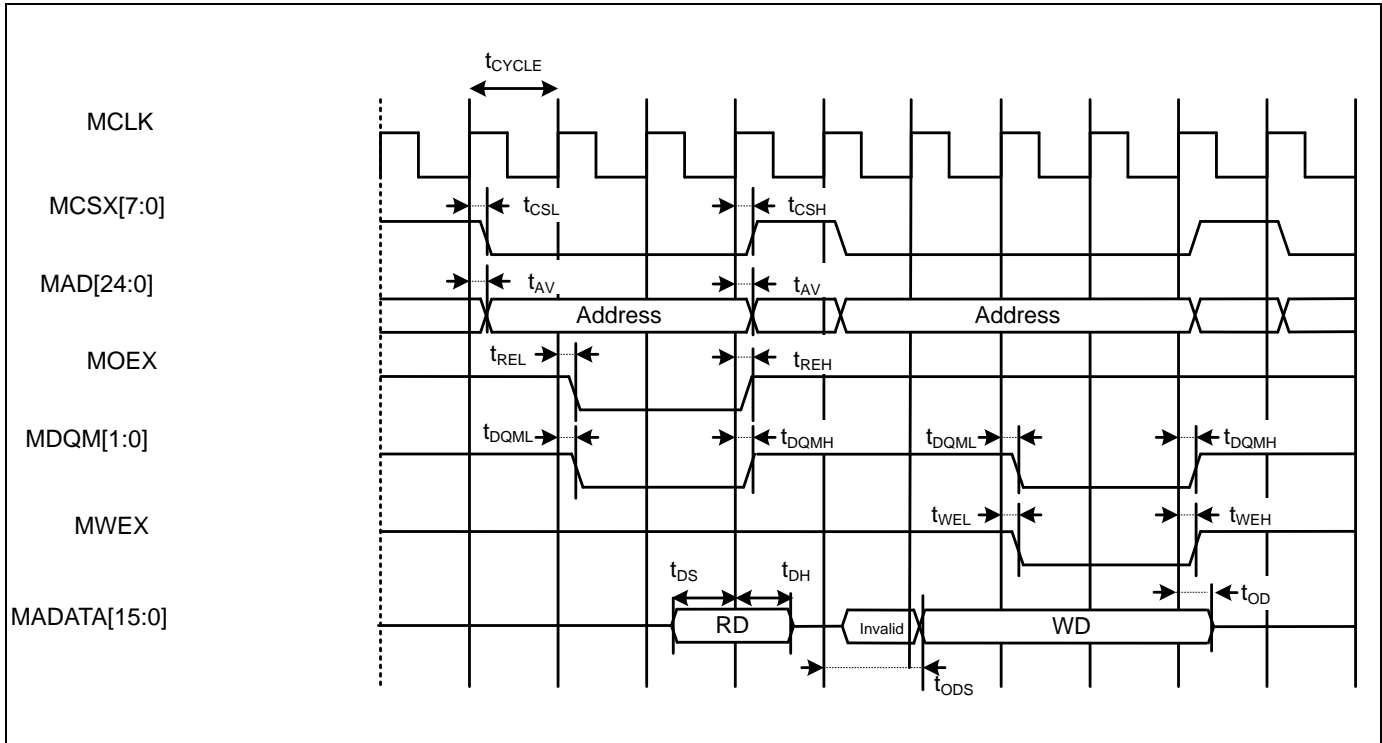 tCYCLE
MCLK
MCSX[7:0]
tCSL
tCSH
MAD[24:0]
tAV
tAV
Address
Address
MOEX
tREL
tREH
MDQM[1:0]
tDQML
tDQMH
tDQML
tDQMH
MWEX
tWEL
tWEH
tDS
tDH
MADATA[15:0]
RD
Invalid
WD
tOD
tODS